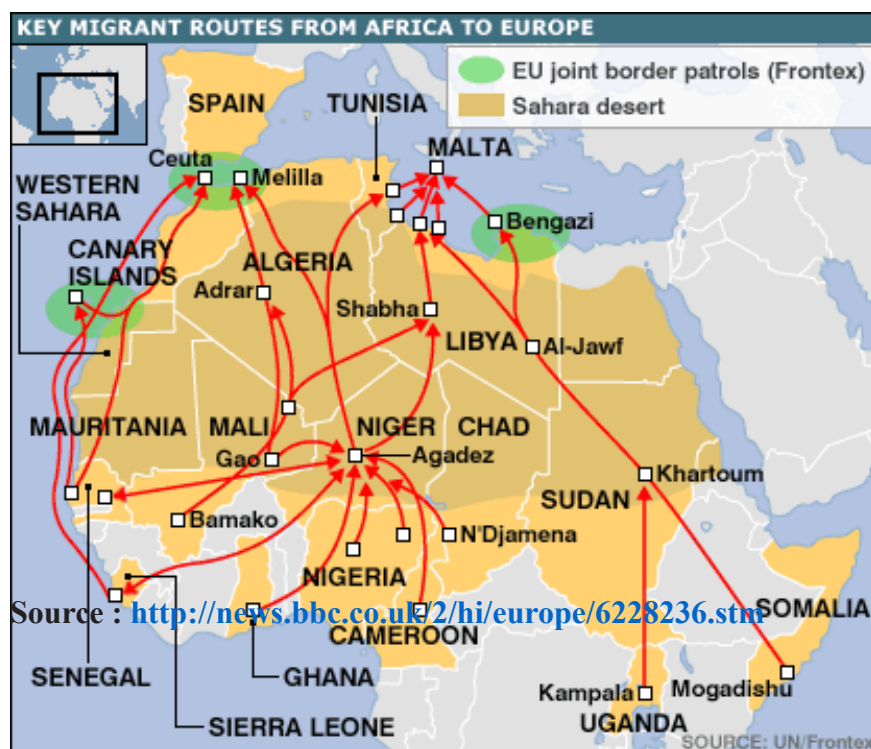 KEY MIGRANT ROUTES FROM AFRICA TO EUROPE
EU joint border patrols (Frontex)
Sahara desert
SPAIN
TUNISIA
MALTA
Ceuta
Melilla
WESTERN
SAHARA
Bengazi
CANARY
ISLANDS
ALGERIA
Adrar
Shabha
LIBYA
Al-Jawf
MAURITANIA
MALI
NIGER
CHAD
Gao
Agadez
Khartoum
SUDAN
Bamako
N'Djamena
NIGERIA
Source : http://news.bbc.co.uk/2/hi/europe/6228236.stm
SOMALIA
CAMEROON
SENEGAL
GHANA
Kampala
Mogadishu
UGANDA
SIERRA LEONE
SOURCE: UN/Frontex